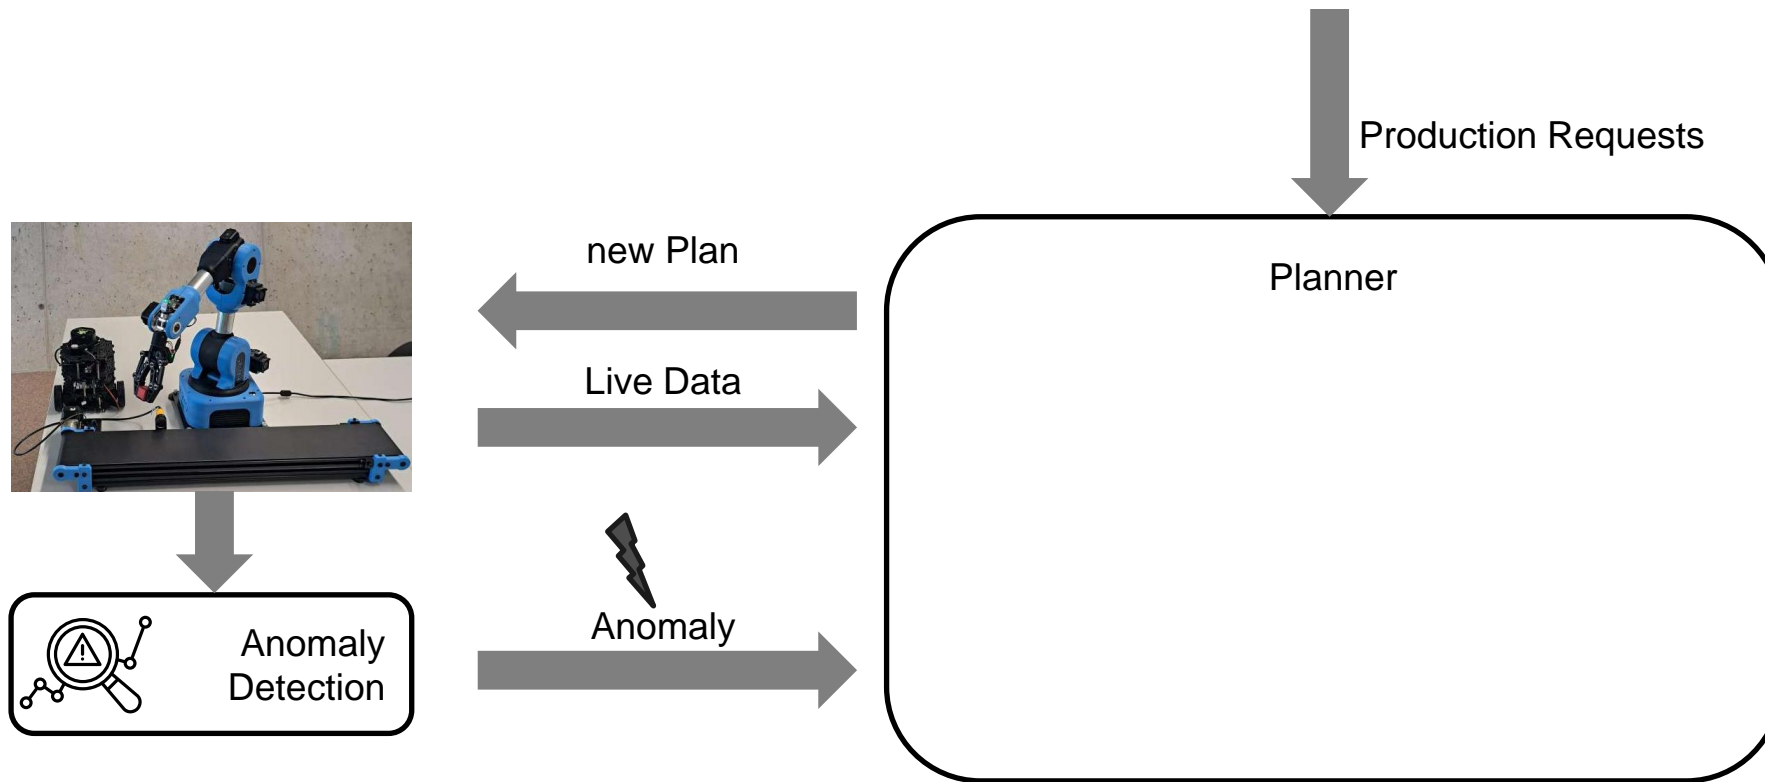 Production Requests
new Plan
Planner
Live Data
Anomaly
Anomaly
Detection